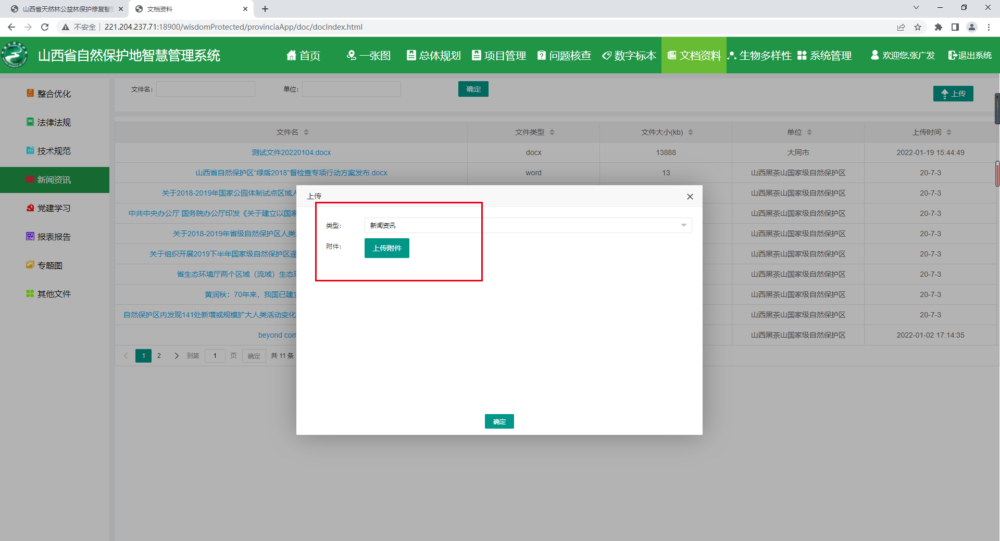 山西省天然林公益林保护修复智慧
文档资料
不安全 221.204.237.71:18900/wisdomProtected/provinciaApp/doc/docIndex.html
山西省自然保护地智慧管理系统
首页 一张图 总体规划 项目管理 问题核查 数字标本 文档资料 生物多样性 系统管理 欢迎您,张广发 退出系统
整合优化
法律法规
技术规范
新闻资讯
党建学习
报表报告
专题图
其他文件
文件名: 单位: 确定 上传
文件名 文件类型 文件大小(kb) 单位 上传时间
测试文件20220104.docx docx 13888 大同市 2022-01-19 15:44:49
山西省自然保护区“绿盾2018”督检查专项行动方案发布.docx word 13 山西黑茶山国家级自然保护区 20-7-3
关于2018-2019年国家公园体制试点区域人 山西黑茶山国家级自然保护区 20-7-3
中共中央办公厅 国务院办公厅印发《关于建立以国家 山西黑茶山国家级自然保护区 20-7-3
关于2018-2019年省级自然保护区人类 山西黑茶山国家级自然保护区 20-7-3
关于组织开展2019下半年国家级自然保护区遥 山西黑茶山国家级自然保护区 20-7-3
省生态环境厅两个区域（流域）生态环 山西黑茶山国家级自然保护区 20-7-3
黄润秋：70年来，我国已建立 山西黑茶山国家级自然保护区 20-7-3
自然保护区内发现141处新增或规模扩大人类活动变化 山西黑茶山国家级自然保护区 20-7-3
beyond com 山西黑茶山国家级自然保护区 2022-01-02 17:14:35
1 2 到第 1 页 确定 共 11 条
上传
类型: 新闻资讯
附件: 上传附件
确定